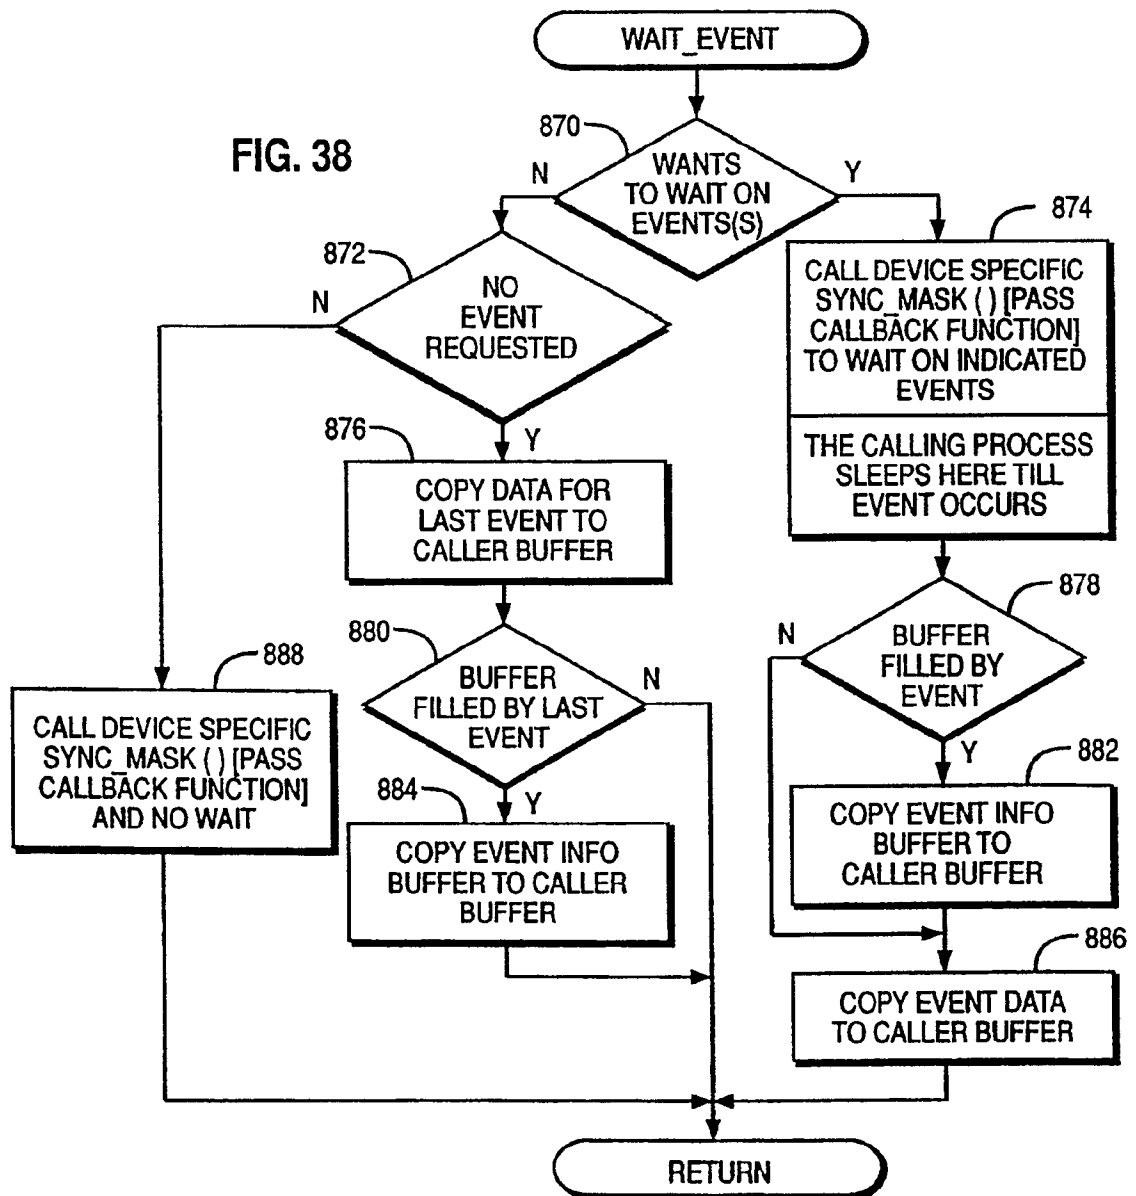 WAIT_EVENT
FIG. 38
870
WANTS
TO WAIT ON
EVENTS(S)
N
Y
872
NO
EVENT
REQUESTED
N
Y
874
CALL DEVICE SPECIFIC
SYNC_MASK ( ) [PASS
CALLBACK FUNCTION]
TO WAIT ON INDICATED
EVENTS
THE CALLING PROCESS
SLEEPS HERE TILL
EVENT OCCURS
876
COPY DATA FOR
LAST EVENT TO
CALLER BUFFER
878
BUFFER
FILLED BY
EVENT
N
Y
880
BUFFER
FILLED BY LAST
EVENT
N
Y
888
CALL DEVICE SPECIFIC
SYNC_MASK ( ) [PASS
CALLBACK FUNCTION]
AND NO WAIT
884
COPY EVENT INFO
BUFFER TO CALLER
BUFFER
882
COPY EVENT INFO
BUFFER TO
CALLER BUFFER
886
COPY EVENT DATA
TO CALLER BUFFER
RETURN